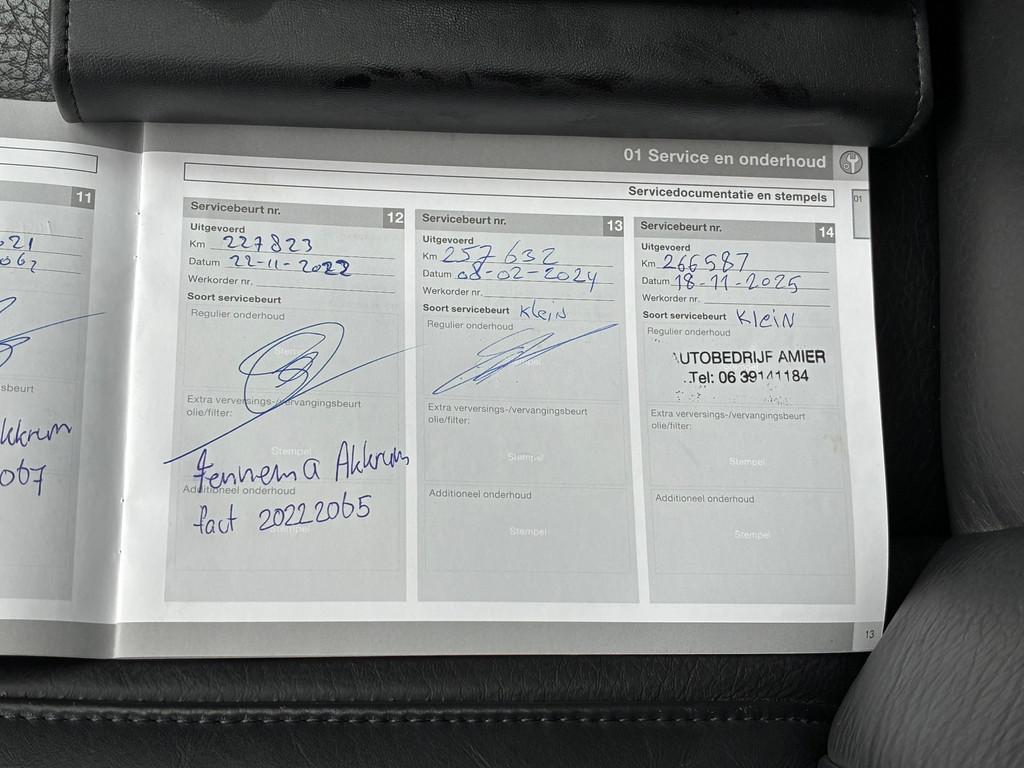 01 Service en onderhoud
01
Servicedocumentatie en stempels
11
sbeurt
067
Servicebeurt nr. 12
Uitgevoerd
Km 227823
Datum 22-11-2022
Werkorder nr.
Soort servicebeurt
Regulier onderhoud
Extra verversings-/vervangingsbeurt
olie/filter:
Stempel
Fennema Akkrum
Additioneel onderhoud
fact 20222065
Servicebeurt nr. 13
Uitgevoerd
Km 257632
Datum 08-02-2024
Werkorder nr.
Soort servicebeurt Klein
Regulier onderhoud
Extra verversings-/vervangingsbeurt
olie/filter:
Stempel
Additioneel onderhoud
Stempel
Servicebeurt nr. 14
Uitgevoerd
Km 266587
Datum 18-11-2025
Werkorder nr.
Soort servicebeurt Klein
Regulier onderhoud
UTOBEDRIJF AMIER
Tel: 06 39141184
Extra verversings-/vervangingsbeurt
olie/filter:
Stempel
Additioneel onderhoud
Stempel
13